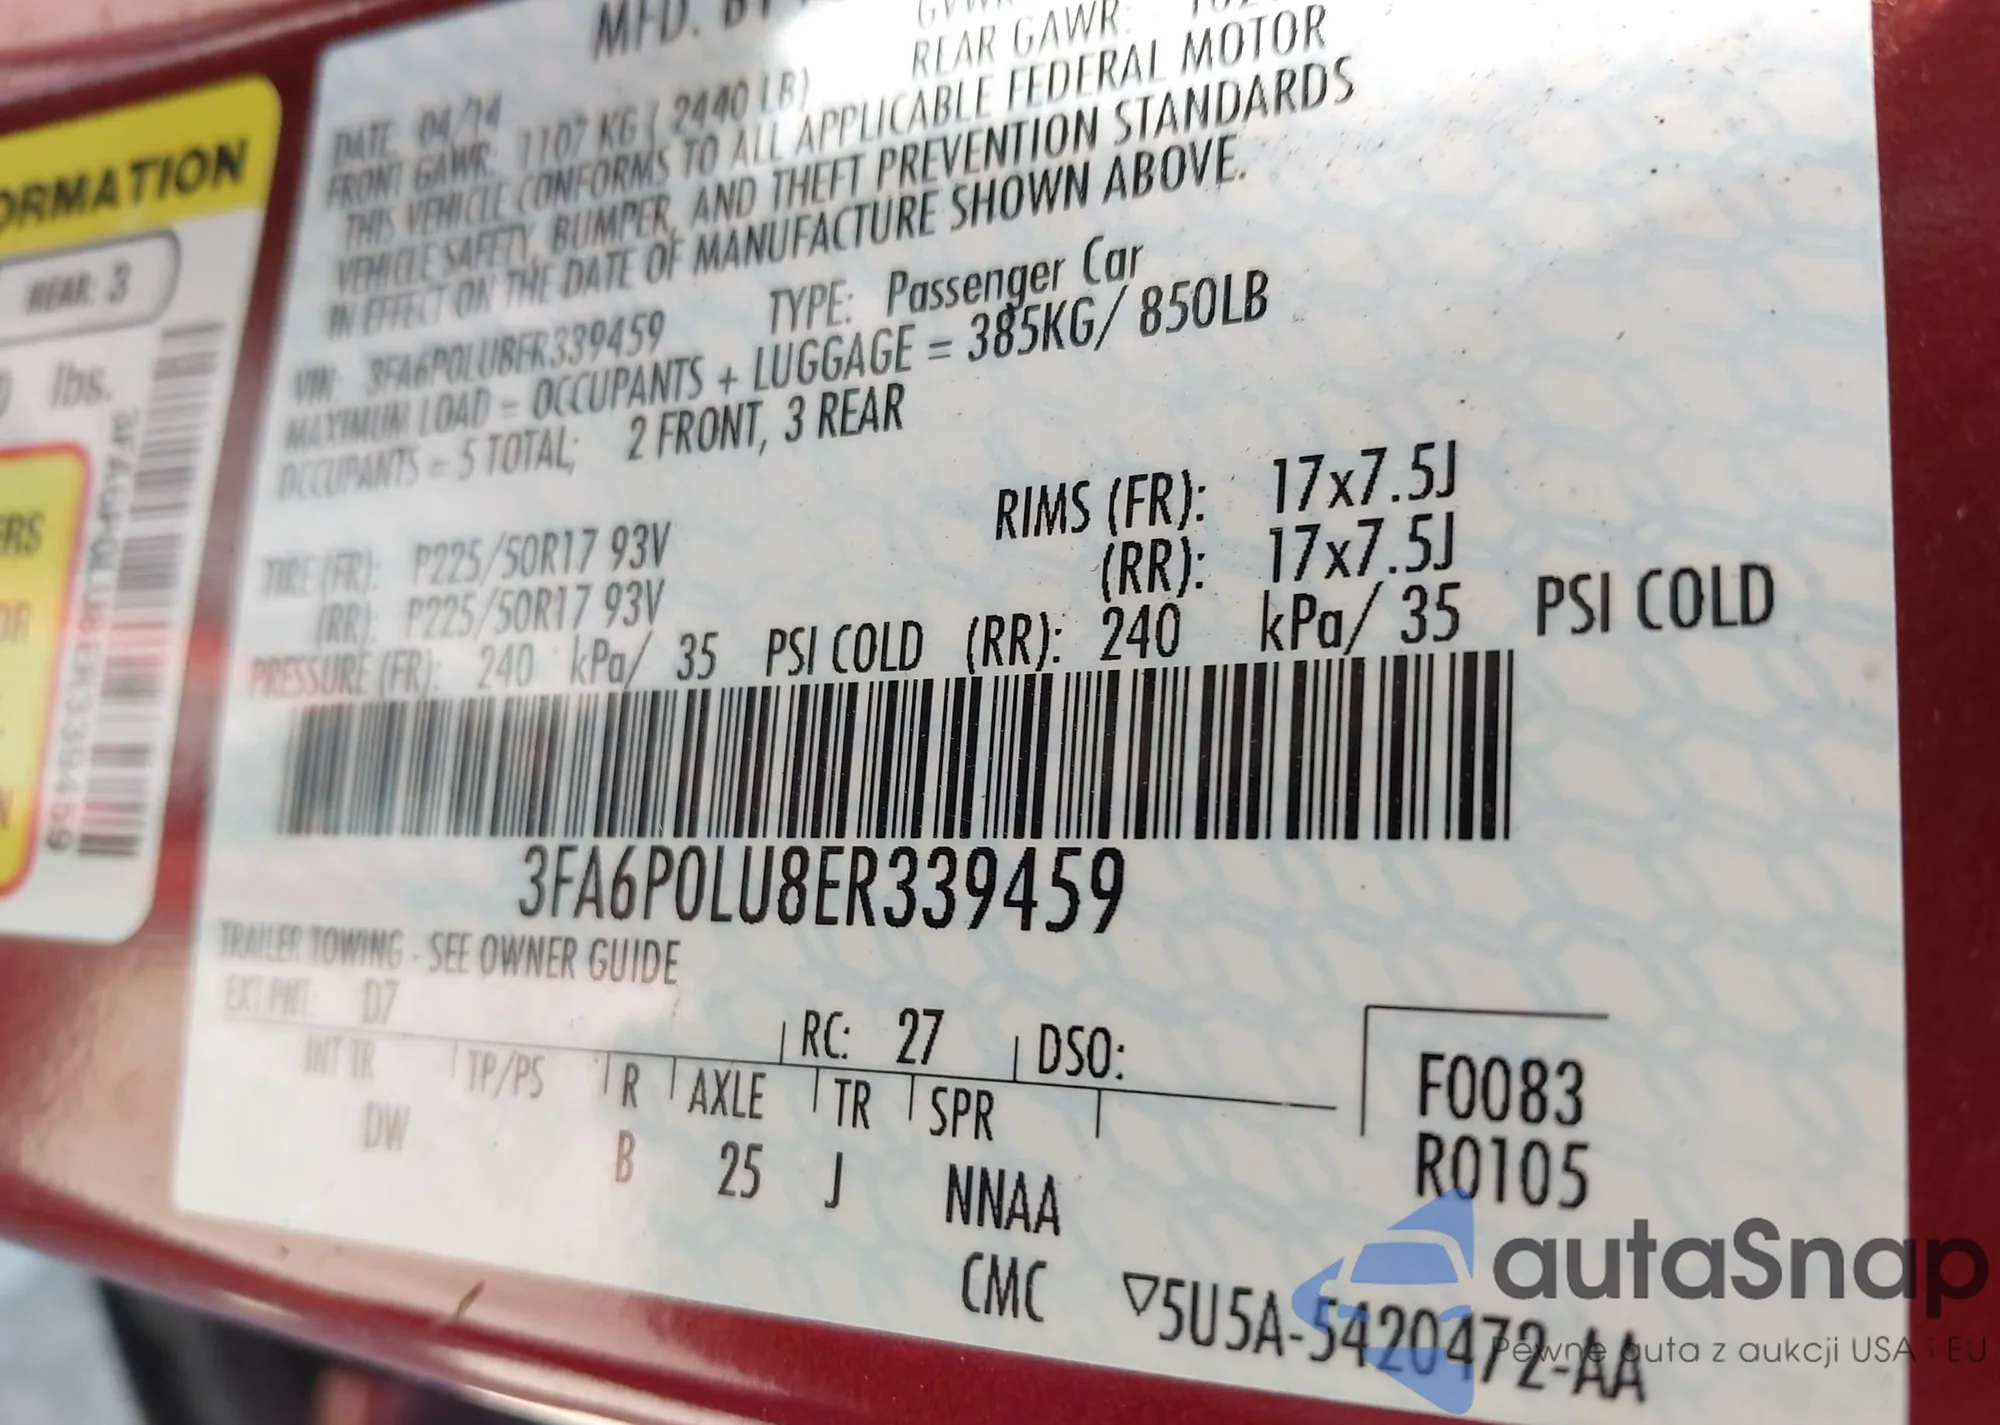 ORMATION
REAR: 3
lbs.
ERS
OR
N
3FA6P0LU8ER339459
MFD. BY
GVWR
REAR GAWR:
DATE: 04/14
FRONT GAWR: 1107 KG ( 2440 LB)
THIS VEHICLE CONFORMS TO ALL APPLICABLE FEDERAL MOTOR
VEHICLE SAFETY, BUMPER, AND THEFT PREVENTION STANDARDS
IN EFFECT ON THE DATE OF MANUFACTURE SHOWN ABOVE.
VIN: 3FA6P0LU8ER339459 TYPE: Passenger Car
MAXIMUM LOAD = OCCUPANTS + LUGGAGE = 385KG/ 850LB
OCCUPANTS = 5 TOTAL; 2 FRONT, 3 REAR
TIRE (FR): P225/50R17 93V RIMS (FR): 17x7.5J
(RR): P225/50R17 93V (RR): 17x7.5J
PRESSURE (FR): 240 kPa/ 35 PSI COLD (RR): 240 kPa/ 35 PSI COLD
3FA6P0LU8ER339459
TRAILER TOWING - SEE OWNER GUIDE
EXT PNT: D7 RC: 27 DSO:
INT TR TP/PS R AXLE TR SPR
DW B 25 J NNAA
F0083
R0105
CMC ▽5U5A-5420472-AA
autaSnap
Pewne auta z aukcji USA i EU